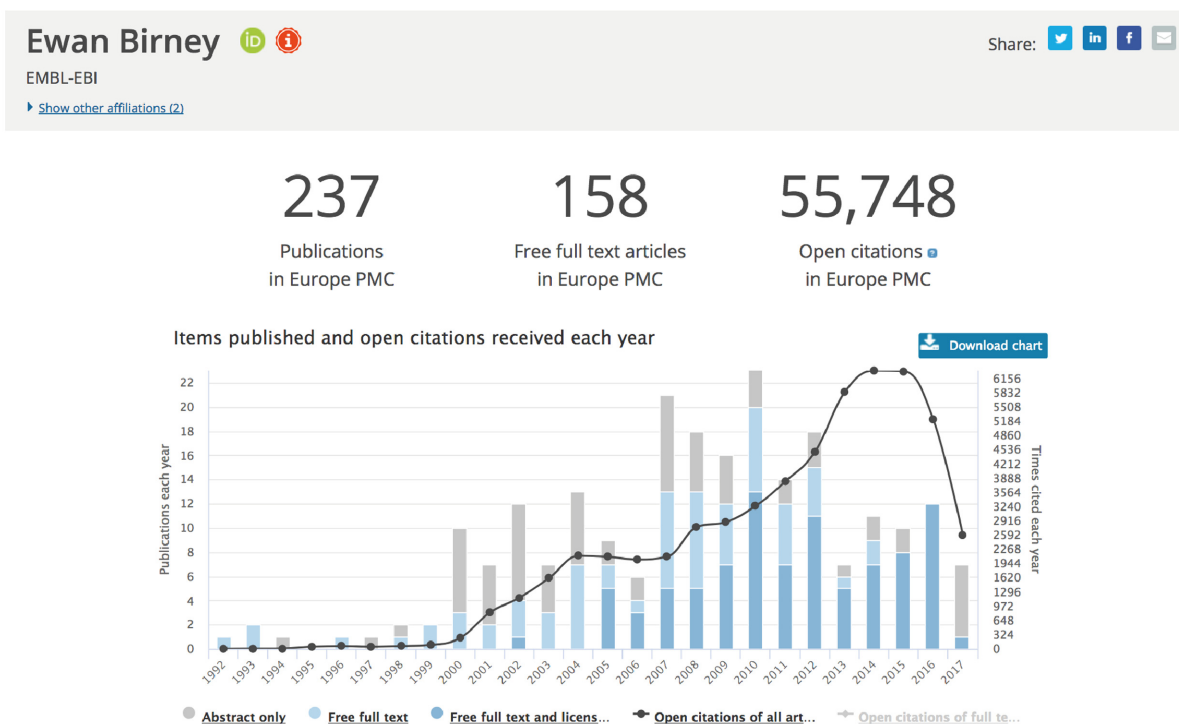 Ewan Birney iD i
Share: in f
EMBL-EBI
Show other affiliations (2)
237
Publications
in Europe PMC
158
Free full text articles
in Europe PMC
55,748
Open citations ?
in Europe PMC
Items published and open citations received each year
Download chart
Publications each year
22
20
18
16
14
12
10
8
6
4
2
0
6156
5832
5508
5184
4860
4536
4212
3888
3564
3240
2916
2592
2268
1944
1620
1296
972
648
324
0
Times cited each year
1992 1993 1994 1995 1996 1997 1998 1999 2000 2001 2002 2003 2004 2005 2006 2007 2008 2009 2010 2011 2012 2013 2014 2015 2016 2017
Abstract only Free full text Free full text and licens... Open citations of all art... Open citations of full te...